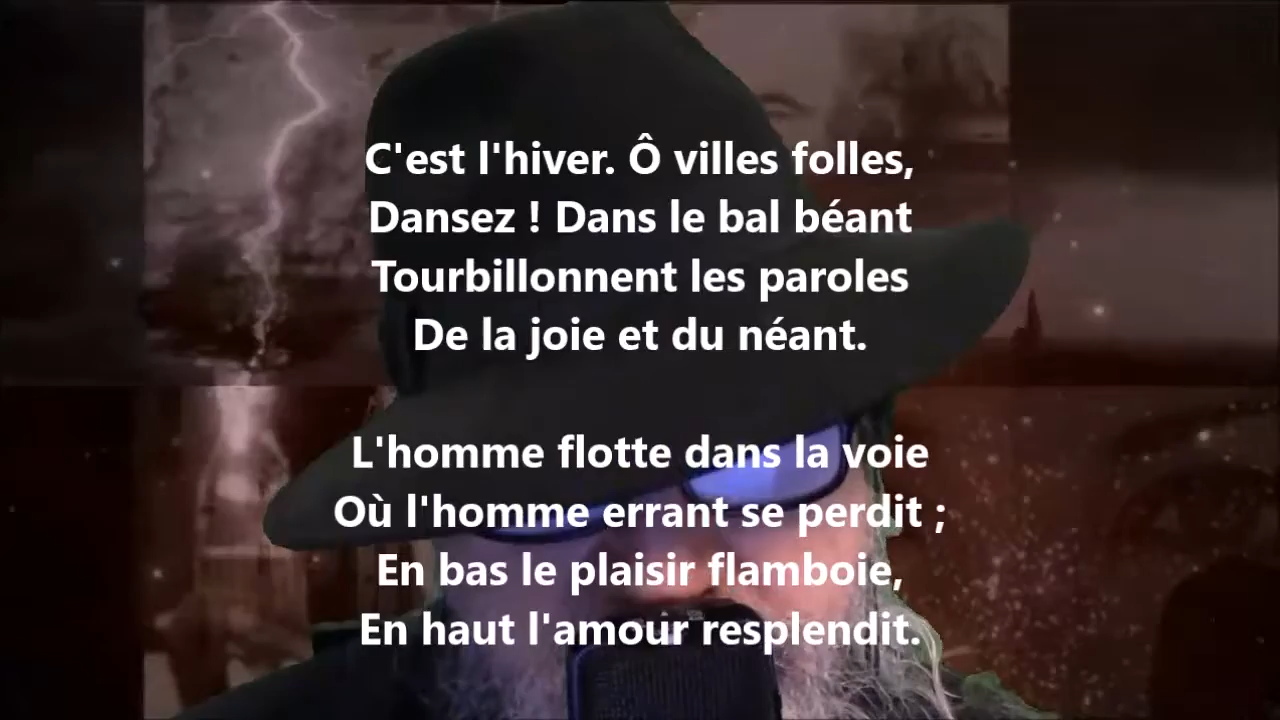 C'est l'hiver. Ô villes folles,
Dansez ! Dans le bal béant
Tourbillonnent les paroles
De la joie et du néant.
L'homme flotte dans la voie
Où l'homme errant se perdit ;
En bas le plaisir flamboie,
En haut l'amour resplendit.